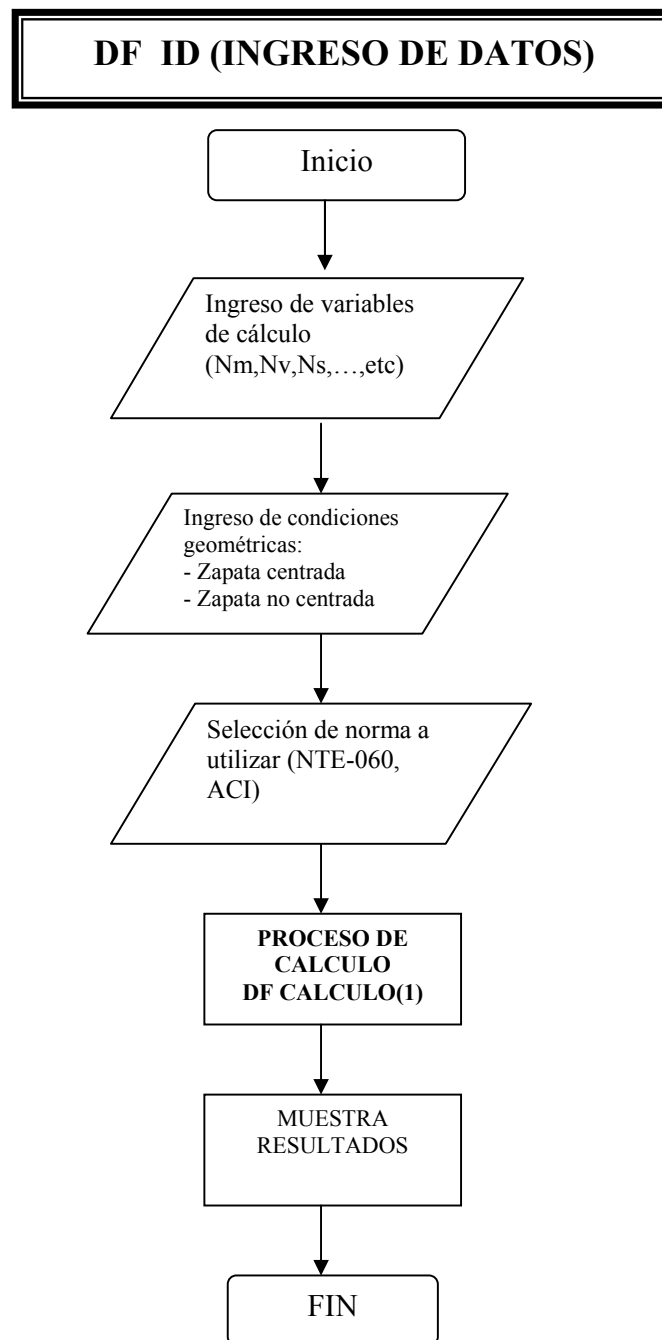 DF ID (INGRESO DE DATOS)
Inicio
Ingreso de variables
de cálculo
(Nm,Nv,Ns,…,etc)
Ingreso de condiciones
geométricas:
- Zapata centrada
- Zapata no centrada
Selección de norma a
utilizar (NTE-060,
ACI)
PROCESO DE
CALCULO
DF CALCULO(1)
MUESTRA
RESULTADOS
FIN